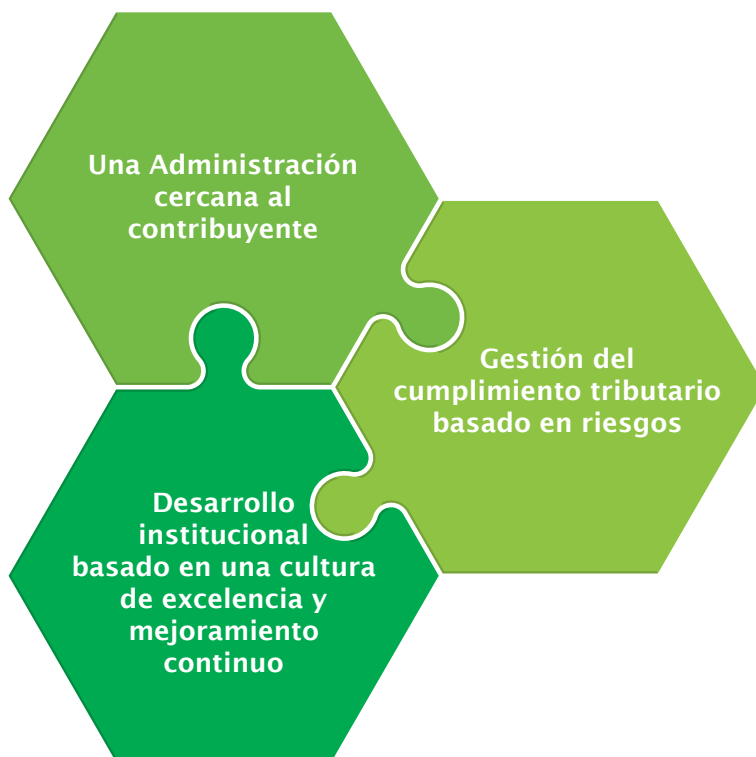 Una Administración
cercana al
contribuyente
Gestión del
cumplimiento tributario
basado en riesgos
Desarrollo
institucional
basado en una cultura
de excelencia y
mejoramiento
continuo